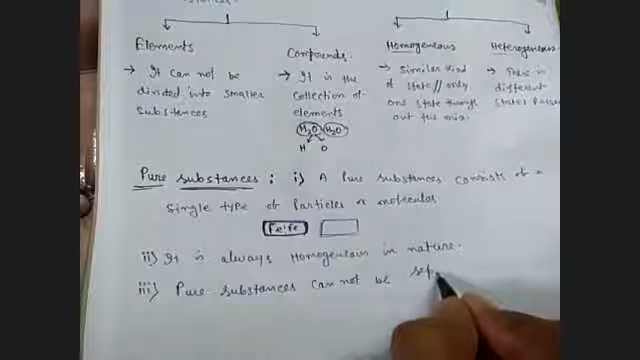 Elements
→ It can not be
divided into smaller
substances
Compounds
→ It is the
collection of
elements
H2O H2O
H O
Homogeneous
→ Similar kind
of state // only
one state through
out the mix.
Heterogeneous
→ There is
different
states
Pure substances: i) A Pure substances consists of a
Single type of Particles or molecules.
Fe:Fe
ii) It is always Homogeneous in nature.
iii) Pure substances can not be sep